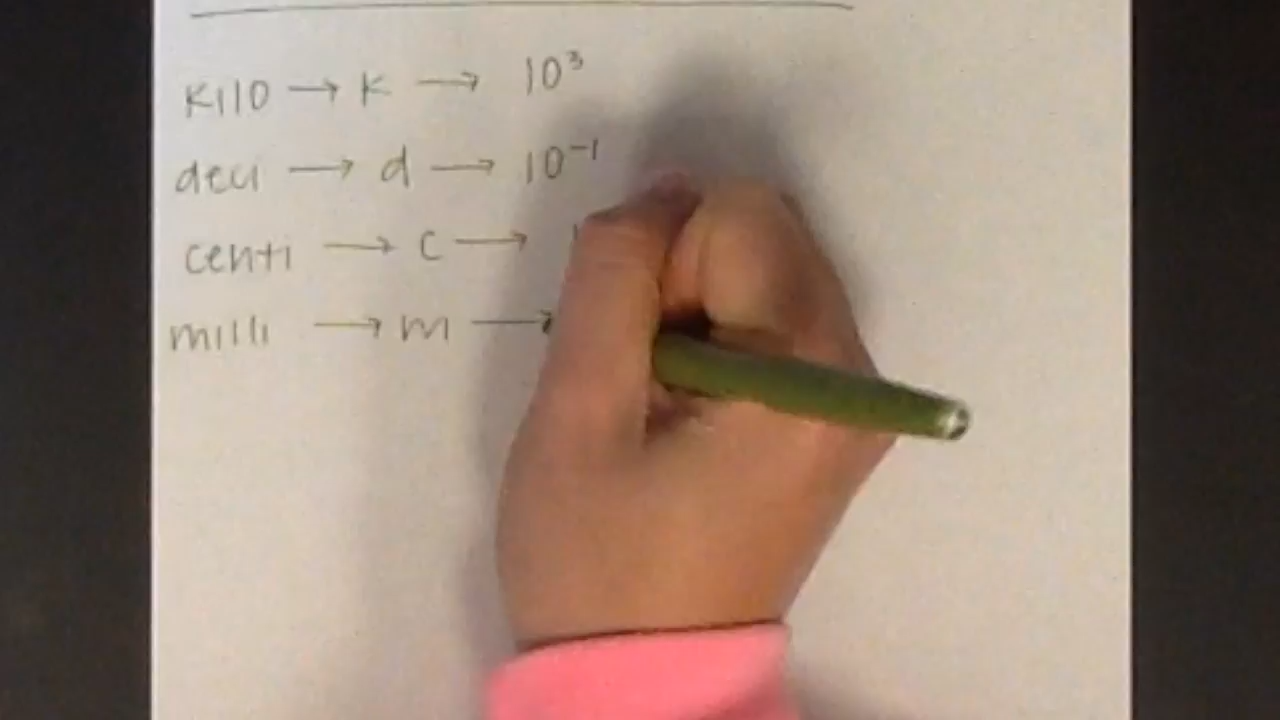 Kilo → K → 10³
deci → d → 10⁻¹
centi → c →
milli → m →